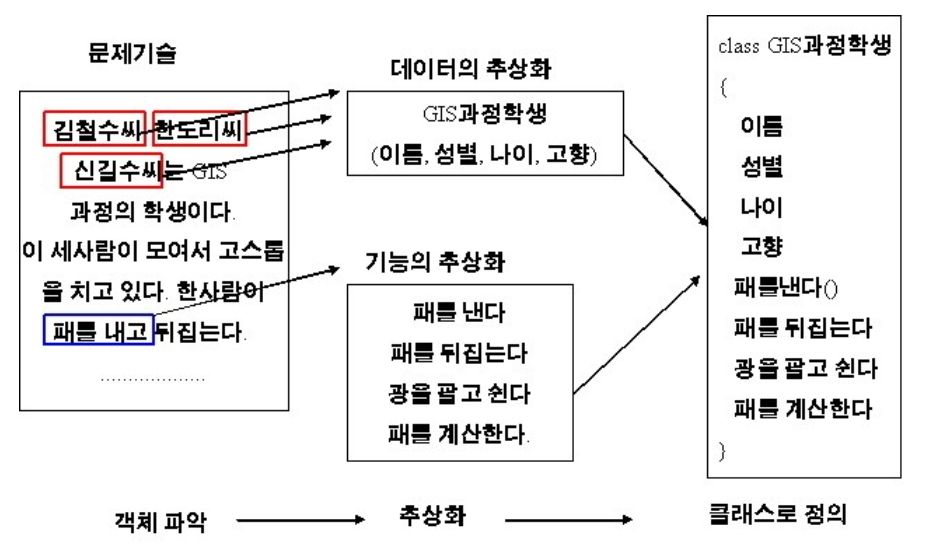 문제기술
김철수씨 한도리씨
신길수씨는 GIS
과정의 학생이다.
이 세사람이 모여서 고스톱
을 치고 있다. 한사람이
패를 내고 뒤집는다.
...................
데이터의 추상화
GIS과정학생
(이름, 성별, 나이, 고향)
기능의 추상화
패를 낸다
패를 뒤집는다
광을 팔고 쉰다
패를 계산한다.
class GIS과정학생
{
이름
성별
나이
고향
패를낸다()
패를 뒤집는다
광을 팔고 쉰다
패를 계산한다
}
객체 파악
추상화
클래스로 정의